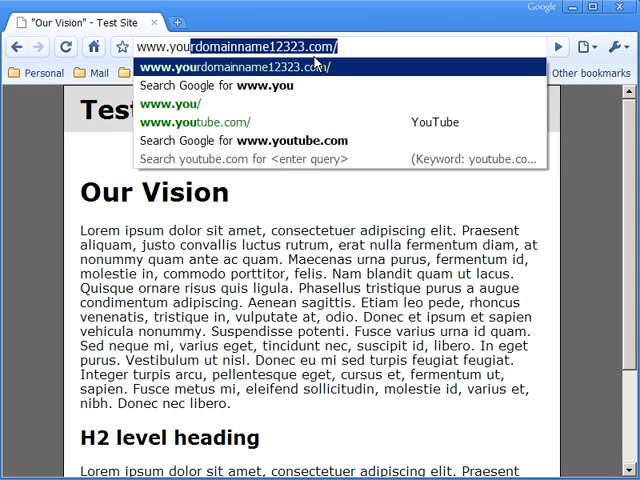 Google
"Our Vision" - Test Site
www.yourdomainname12323.com/
Personal
Mail
Other bookmarks
www.yourdomainname12323.com/
Search Google for www.you
www.you/
www.youtube.com/ YouTube
Search Google for www.youtube.com
Search youtube.com for <enter query> (Keyword: youtube.co...
Test
Our Vision
Lorem ipsum dolor sit amet, consectetuer adipiscing elit. Praesent
aliquam, justo convallis luctus rutrum, erat nulla fermentum diam, at
nonummy quam ante ac quam. Maecenas urna purus, fermentum id,
molestie in, commodo porttitor, felis. Nam blandit quam ut lacus.
Quisque ornare risus quis ligula. Phasellus tristique purus a augue
condimentum adipiscing. Aenean sagittis. Etiam leo pede, rhoncus
venenatis, tristique in, vulputate at, odio. Donec et ipsum et sapien
vehicula nonummy. Suspendisse potenti. Fusce varius urna id quam.
Sed neque mi, varius eget, tincidunt nec, suscipit id, libero. In eget
purus. Vestibulum ut nisl. Donec eu mi sed turpis feugiat feugiat.
Integer turpis arcu, pellentesque eget, cursus et, fermentum ut,
sapien. Fusce metus mi, eleifend sollicitudin, molestie id, varius et,
nibh. Donec nec libero.
H2 level heading
Lorem ipsum dolor sit amet, consectetuer adipiscing elit. Praesent